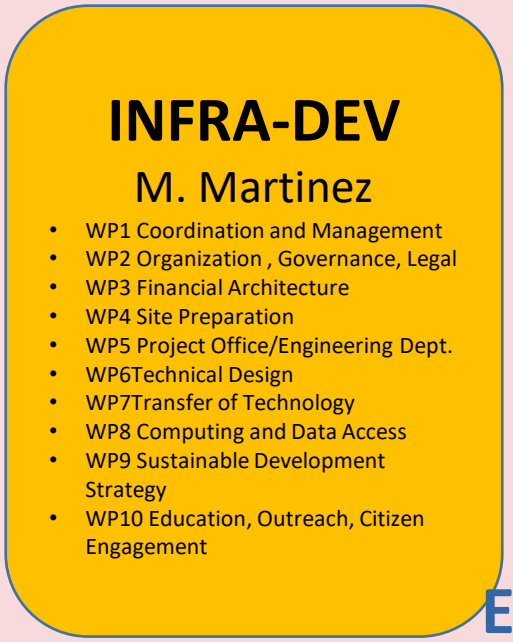 INFRA-DEV
M. Martinez
• WP1 Coordination and Management
• WP2 Organization , Governance, Legal
• WP3 Financial Architecture
• WP4 Site Preparation
• WP5 Project Office/Engineering Dept.
• WP6Technical Design
• WP7Transfer of Technology
• WP8 Computing and Data Access
• WP9 Sustainable Development
Strategy
• WP10 Education, Outreach, Citizen
Engagement
E